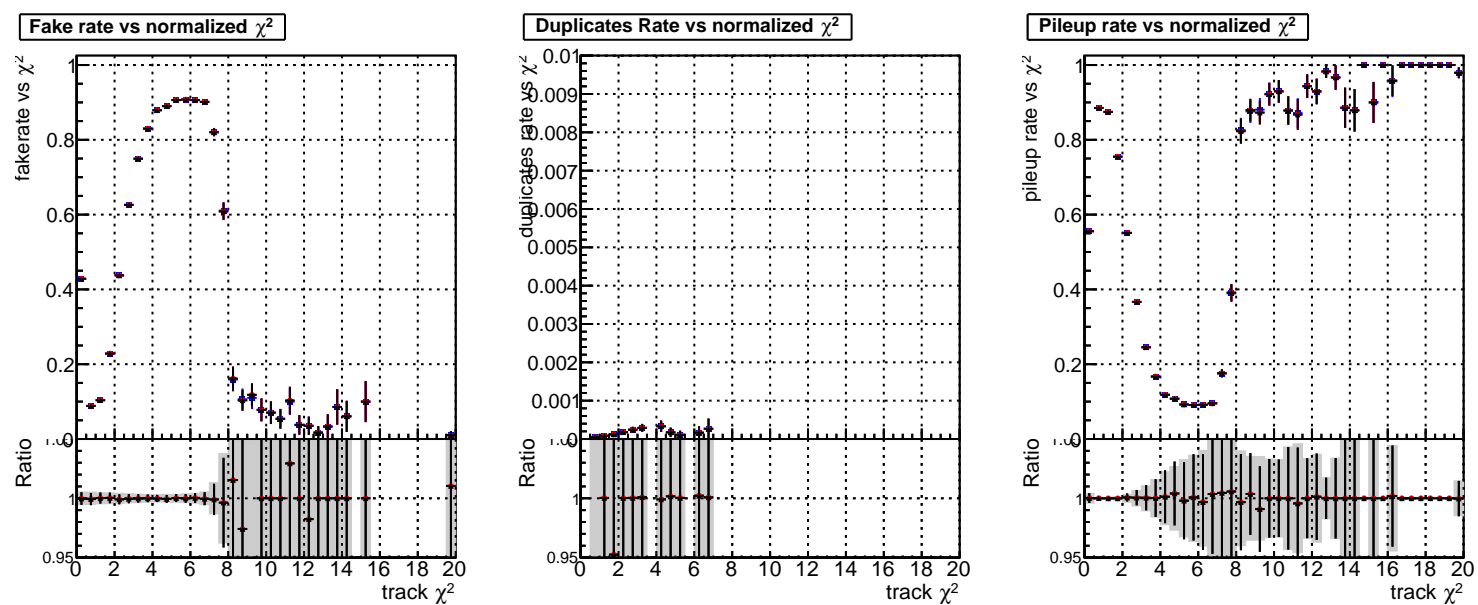 Fake rate vs normalized χ²
fakerate vs χ²
1
0.8
0.6
0.4
0.2
0
Ratio
1
0.95
0 2 4 6 8 10 12 14 16 18 20
track χ²
Duplicates Rate vs normalized χ²
duplicates rate vs χ²
0.01
0.009
0.008
0.007
0.006
0.005
0.004
0.003
0.002
0.001
0
Ratio
1
0.95
0 2 4 6 8 10 12 14 16 18 20
track χ²
Pileup rate vs normalized χ²
pileup rate vs χ²
1
0.8
0.6
0.4
0.2
0
Ratio
1
0.95
0 2 4 6 8 10 12 14 16 18 20
track χ²